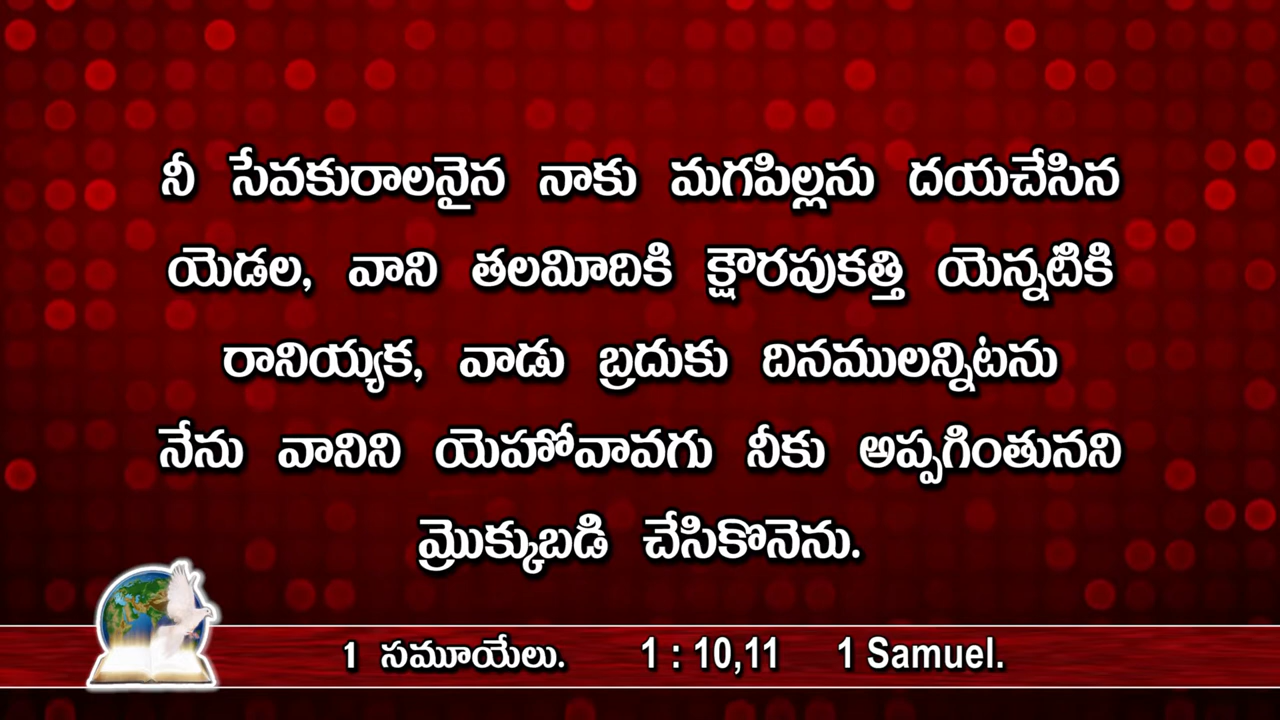 నీ సేవకురాలనైన నాకు మగపిల్లను దయచేసిన
యెడల, వాని తలమీదికి క్షౌరపుకత్తి యెన్నటికి
రానియ్యక, వాడు బ్రదుకు దినములన్నిటను
నేను వానిని యెహోవావగు నీకు అప్పగింతునని
మ్రొక్కుబడి చేసికొనెను.
1 సమూయేలు. 1 : 10,11 1 Samuel.